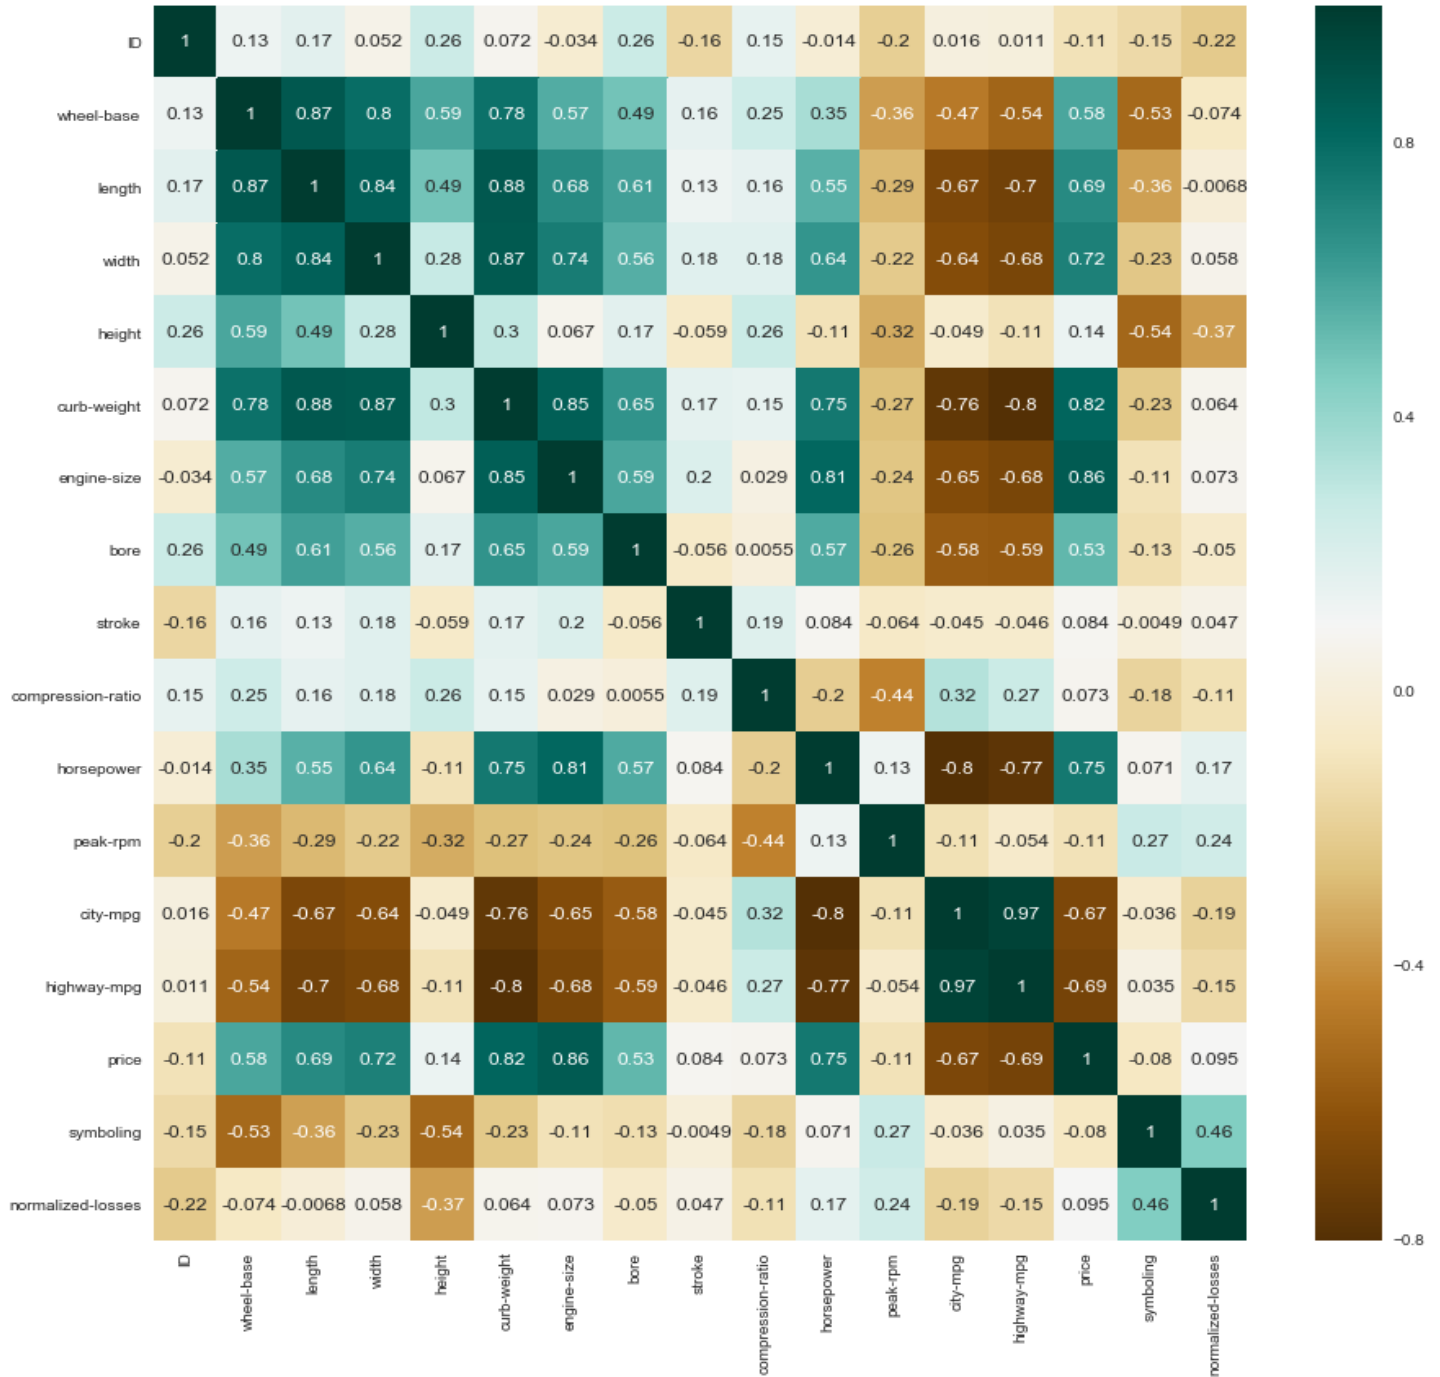 ID 1 0.13 0.17 0.052 0.26 0.072 -0.034 0.26 -0.16 0.15 -0.014 -0.2 0.016 0.011 -0.11 -0.15 -0.22
wheel-base 0.13 1 0.87 0.8 0.59 0.78 0.57 0.49 0.16 0.25 0.35 -0.36 -0.47 -0.54 0.58 -0.53 -0.074
0.8
length 0.17 0.87 1 0.84 0.49 0.88 0.68 0.61 0.13 0.16 0.55 -0.29 -0.67 -0.7 0.69 -0.36 -0.0068
width 0.052 0.8 0.84 1 0.28 0.87 0.74 0.56 0.18 0.18 0.64 -0.22 -0.64 -0.68 0.72 -0.23 0.058
height 0.26 0.59 0.49 0.28 1 0.3 0.067 0.17 -0.059 0.26 -0.11 -0.32 -0.049 -0.11 0.14 -0.54 -0.37
curb-weight 0.072 0.78 0.88 0.87 0.3 1 0.85 0.65 0.17 0.15 0.75 -0.27 -0.76 -0.8 0.82 -0.23 0.064
0.4
engine-size -0.034 0.57 0.68 0.74 0.067 0.85 1 0.59 0.2 0.029 0.81 -0.24 -0.65 -0.68 0.86 -0.11 0.073
bore 0.26 0.49 0.61 0.56 0.17 0.65 0.59 1 -0.056 0.0055 0.57 -0.26 -0.58 -0.59 0.53 -0.13 -0.05
stroke -0.16 0.16 0.13 0.18 -0.059 0.17 0.2 -0.056 1 0.19 0.084 -0.064 -0.045 -0.046 0.084 -0.0049 0.047
compression-ratio 0.15 0.25 0.16 0.18 0.26 0.15 0.029 0.0055 0.19 1 -0.2 -0.44 0.32 0.27 0.073 -0.18 -0.11
0.0
horsepower -0.014 0.35 0.55 0.64 -0.11 0.75 0.81 0.57 0.084 -0.2 1 0.13 -0.8 -0.77 0.75 0.071 0.17
peak-rpm -0.2 -0.36 -0.29 -0.22 -0.32 -0.27 -0.24 -0.26 -0.064 -0.44 0.13 1 -0.11 -0.054 -0.11 0.27 0.24
city-mpg 0.016 -0.47 -0.67 -0.64 -0.049 -0.76 -0.65 -0.58 -0.045 0.32 -0.8 -0.11 1 0.97 -0.67 -0.036 -0.19
−0.4
highway-mpg 0.011 -0.54 -0.7 -0.68 -0.11 -0.8 -0.68 -0.59 -0.046 0.27 -0.77 -0.054 0.97 1 -0.69 0.035 -0.15
price -0.11 0.58 0.69 0.72 0.14 0.82 0.86 0.53 0.084 0.073 0.75 -0.11 -0.67 -0.69 1 -0.08 0.095
symboling -0.15 -0.53 -0.36 -0.23 -0.54 -0.23 -0.11 -0.13 -0.0049 -0.18 0.071 0.27 -0.036 0.035 -0.08 1 0.46
normalized-losses -0.22 -0.074 -0.0068 0.058 -0.37 0.064 0.073 -0.05 0.047 -0.11 0.17 0.24 -0.19 -0.15 0.095 0.46 1
−0.8
ID
wheel-base
length
width
height
curb-weight
engine-size
bore
stroke
compression-ratio
horsepower
peak-rpm
city-mpg
highway-mpg
price
symboling
normalized-losses